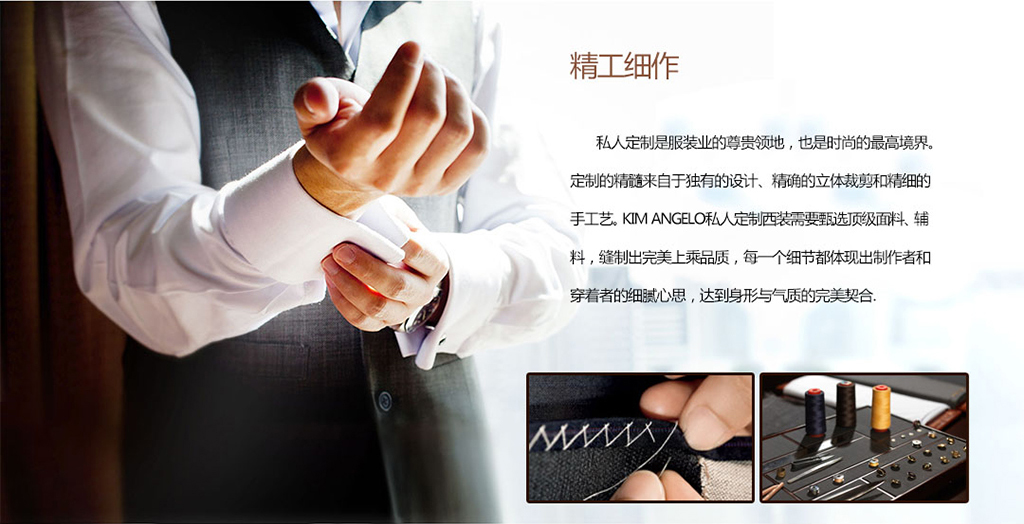 精工细作
私人定制是服装业的尊贵领地，也是时尚的最高境界。
定制的精髓来自于独有的设计、精确的立体裁剪和精细的
手工艺。KIM ANGELO私人定制西装需要甄选顶级面料、辅
料，缝制出完美上乘品质，每一个细节都体现出制作者和
穿着者的细腻心思，达到身形与气质的完美契合.